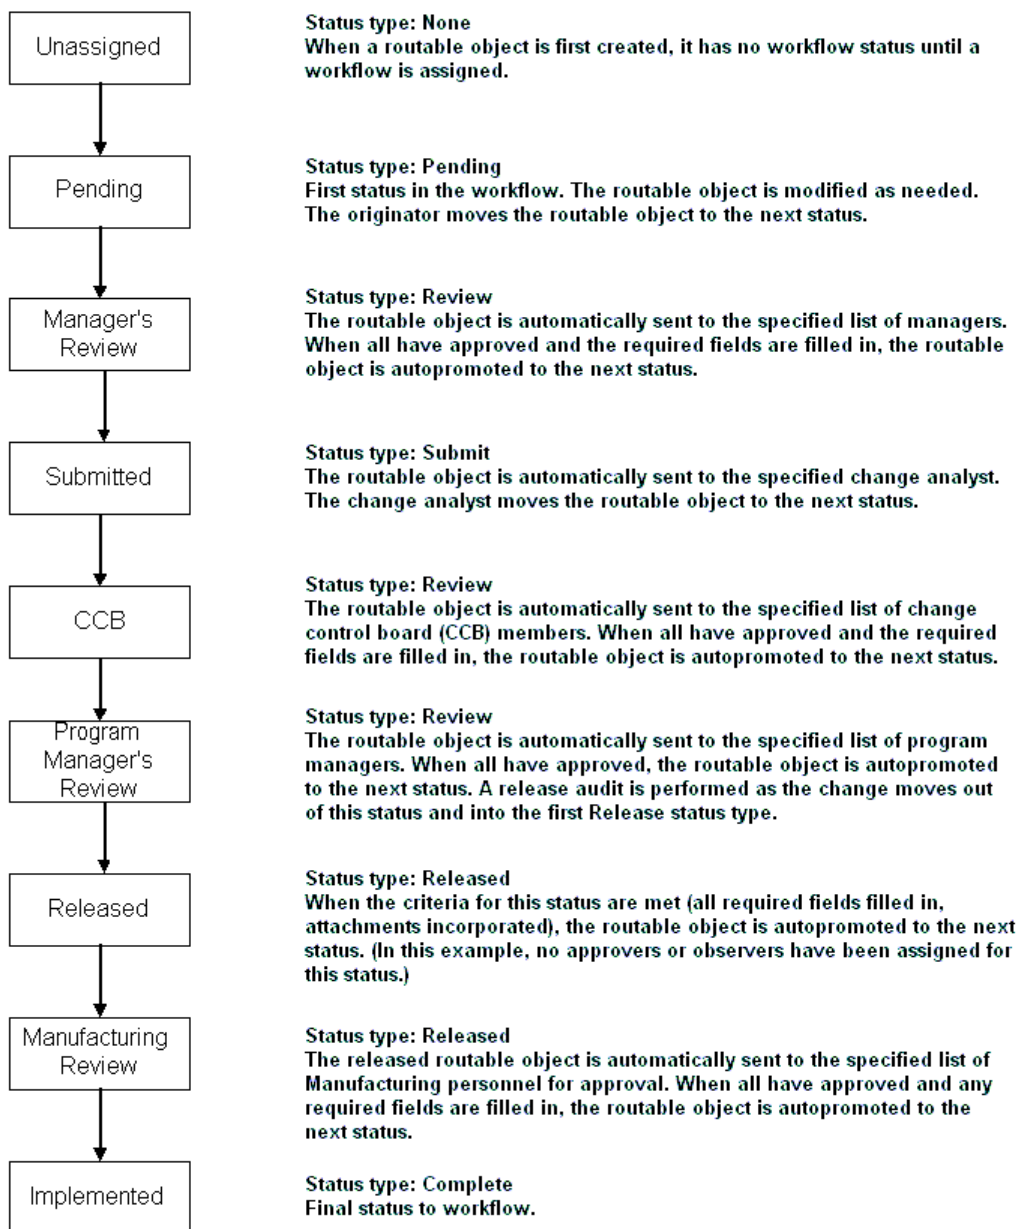 Unassigned
Status type: None
When a routable object is first created, it has no workflow status until a
workflow is assigned.
Pending
Status type: Pending
First status in the workflow. The routable object is modified as needed.
The originator moves the routable object to the next status.
Manager's
Review
Status type: Review
The routable object is automatically sent to the specified list of managers.
When all have approved and the required fields are filled in, the routable
object is autopromoted to the next status.
Submitted
Status type: Submit
The routable object is automatically sent to the specified change analyst.
The change analyst moves the routable object to the next status.
CCB
Status type: Review
The routable object is automatically sent to the specified list of change
control board (CCB) members. When all have approved and the required
fields are filled in, the routable object is autopromoted to the next status.
Program
Manager's
Review
Status type: Review
The routable object is automatically sent to the specified list of program
managers. When all have approved, the routable object is autopromoted
to the next status. A release audit is performed as the change moves out
of this status and into the first Release status type.
Released
Status type: Released
When the criteria for this status are met (all required fields filled in,
attachments incorporated), the routable object is autopromoted to the next
status. (In this example, no approvers or observers have been assigned for
this status.)
Manufacturing
Review
Status type: Released
The released routable object is automatically sent to the specified list of
Manufacturing personnel for approval. When all have approved and any
required fields are filled in, the routable object is autopromoted to the
next status.
Implemented
Status type: Complete
Final status to workflow.